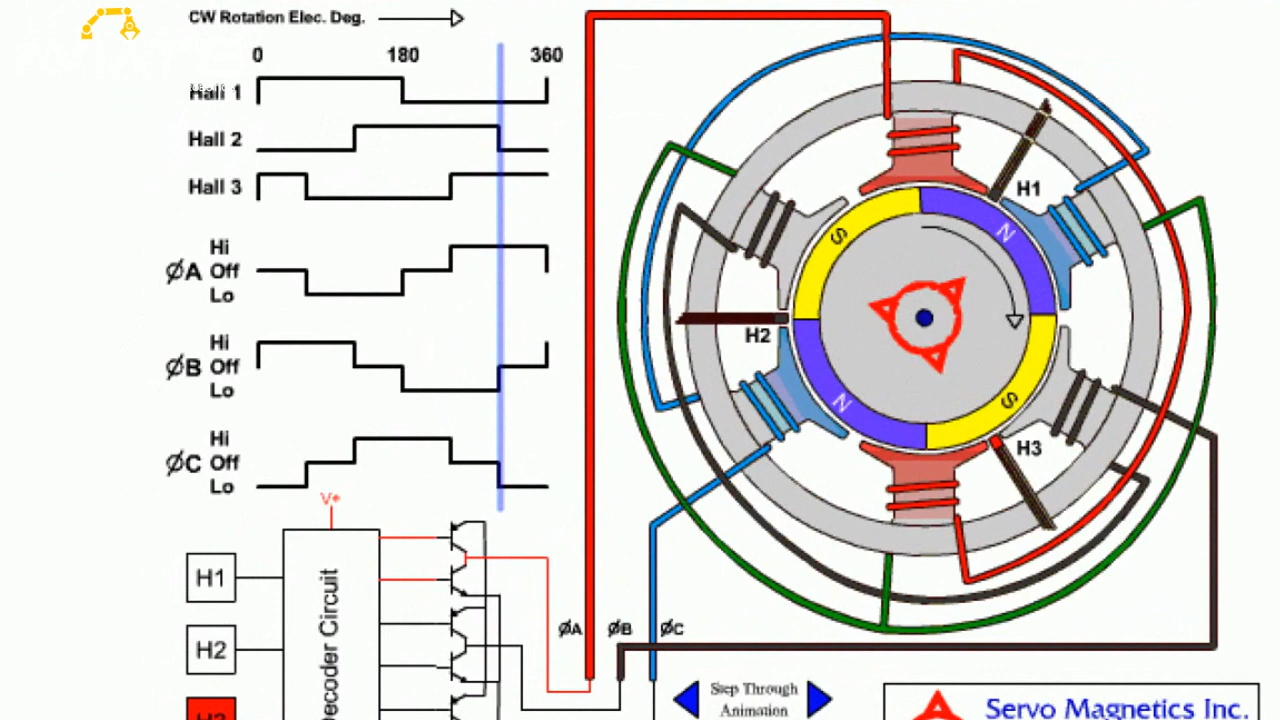 CW Rotation Elec. Deg.
0 180 360
Hall 1
Hall 2
Hall 3
Hi
ØA Off
Lo
Hi
ØB Off
Lo
Hi
ØC Off
Lo
V+
H1
H2
H3
Decoder Circuit
ØA ØB ØC
H1
H2
H3
N
S
N
S
Step Through
Animation
Servo Magnetics Inc.